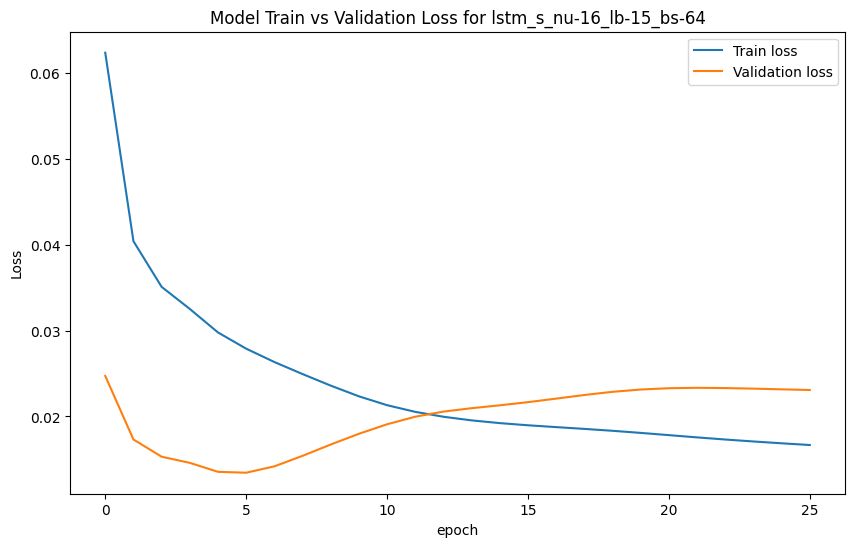 Model Train vs Validation Loss for lstm_s_nu-16_lb-15_bs-64
Train loss
Validation loss
0.06
0.05
0.04
0.03
0.02
Loss
0
5
10
15
20
25
epoch